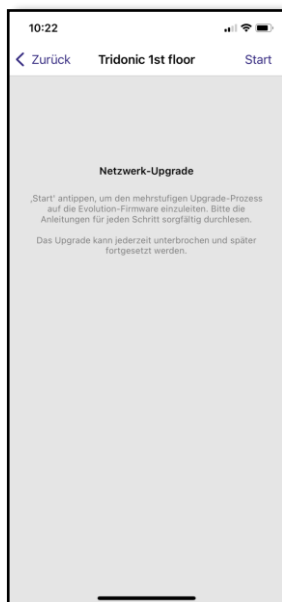 10:22
Zurück Tridonic 1st floor Start
Netzwerk-Upgrade
‚Start‘ antippen, um den mehrstufigen Upgrade-Prozess
auf die Evolution-Firmware einzuleiten. Bitte die
Anleitungen für jeden Schritt sorgfältig durchlesen.
Das Upgrade kann jederzeit unterbrochen und später
fortgesetzt werden.